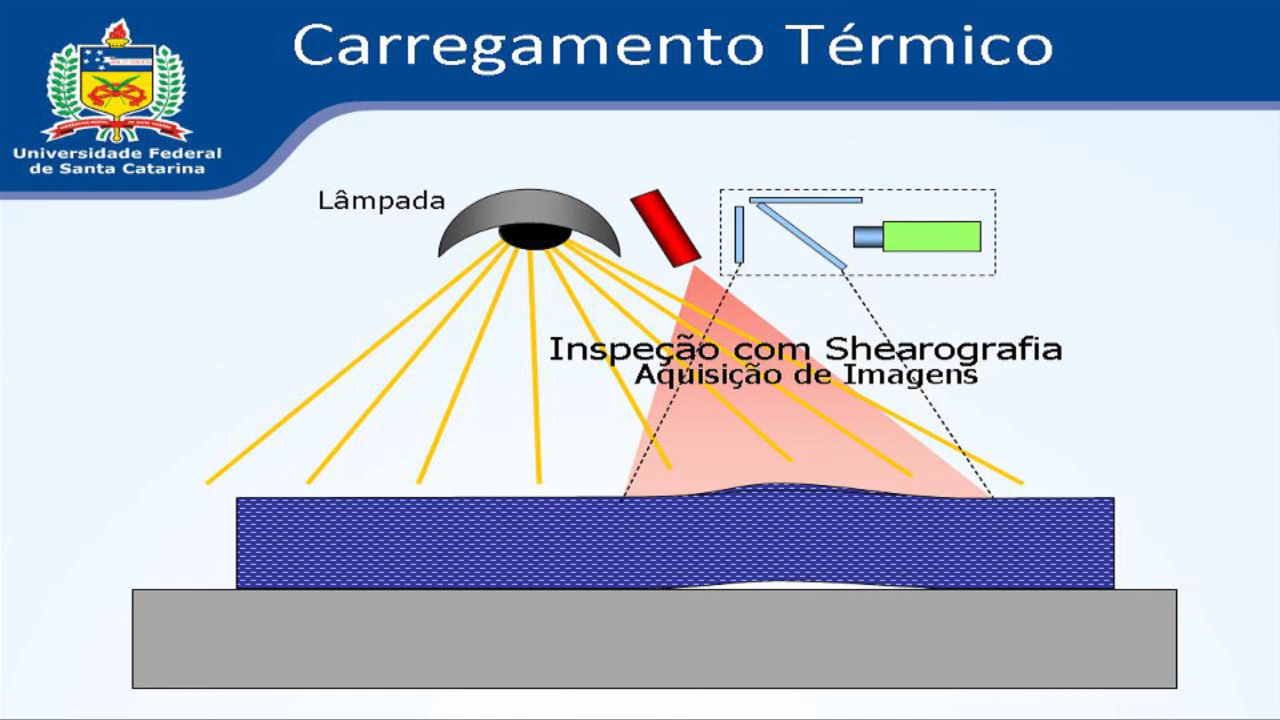 Carregamento Térmico
Universidade Federal
de Santa Catarina
Lâmpada
Inspeção com Shearografia
Aquisição de Imagens